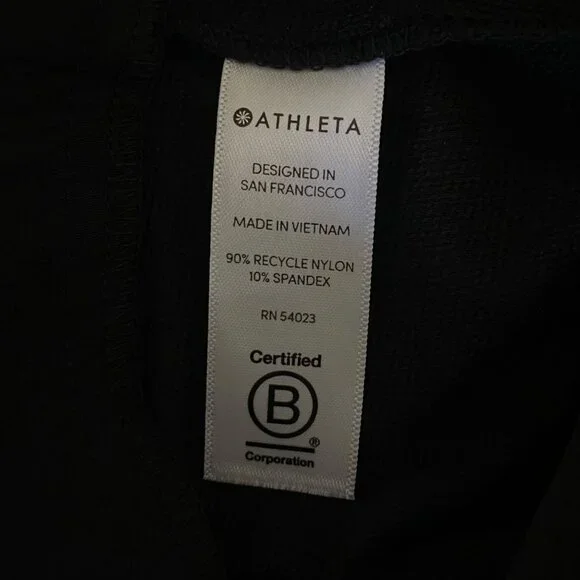 ATHLETA
DESIGNED IN
SAN FRANCISCO
MADE IN VIETNAM
90% RECYCLE NYLON
10% SPANDEX
RN 54023
Certified
B
®
Corporation